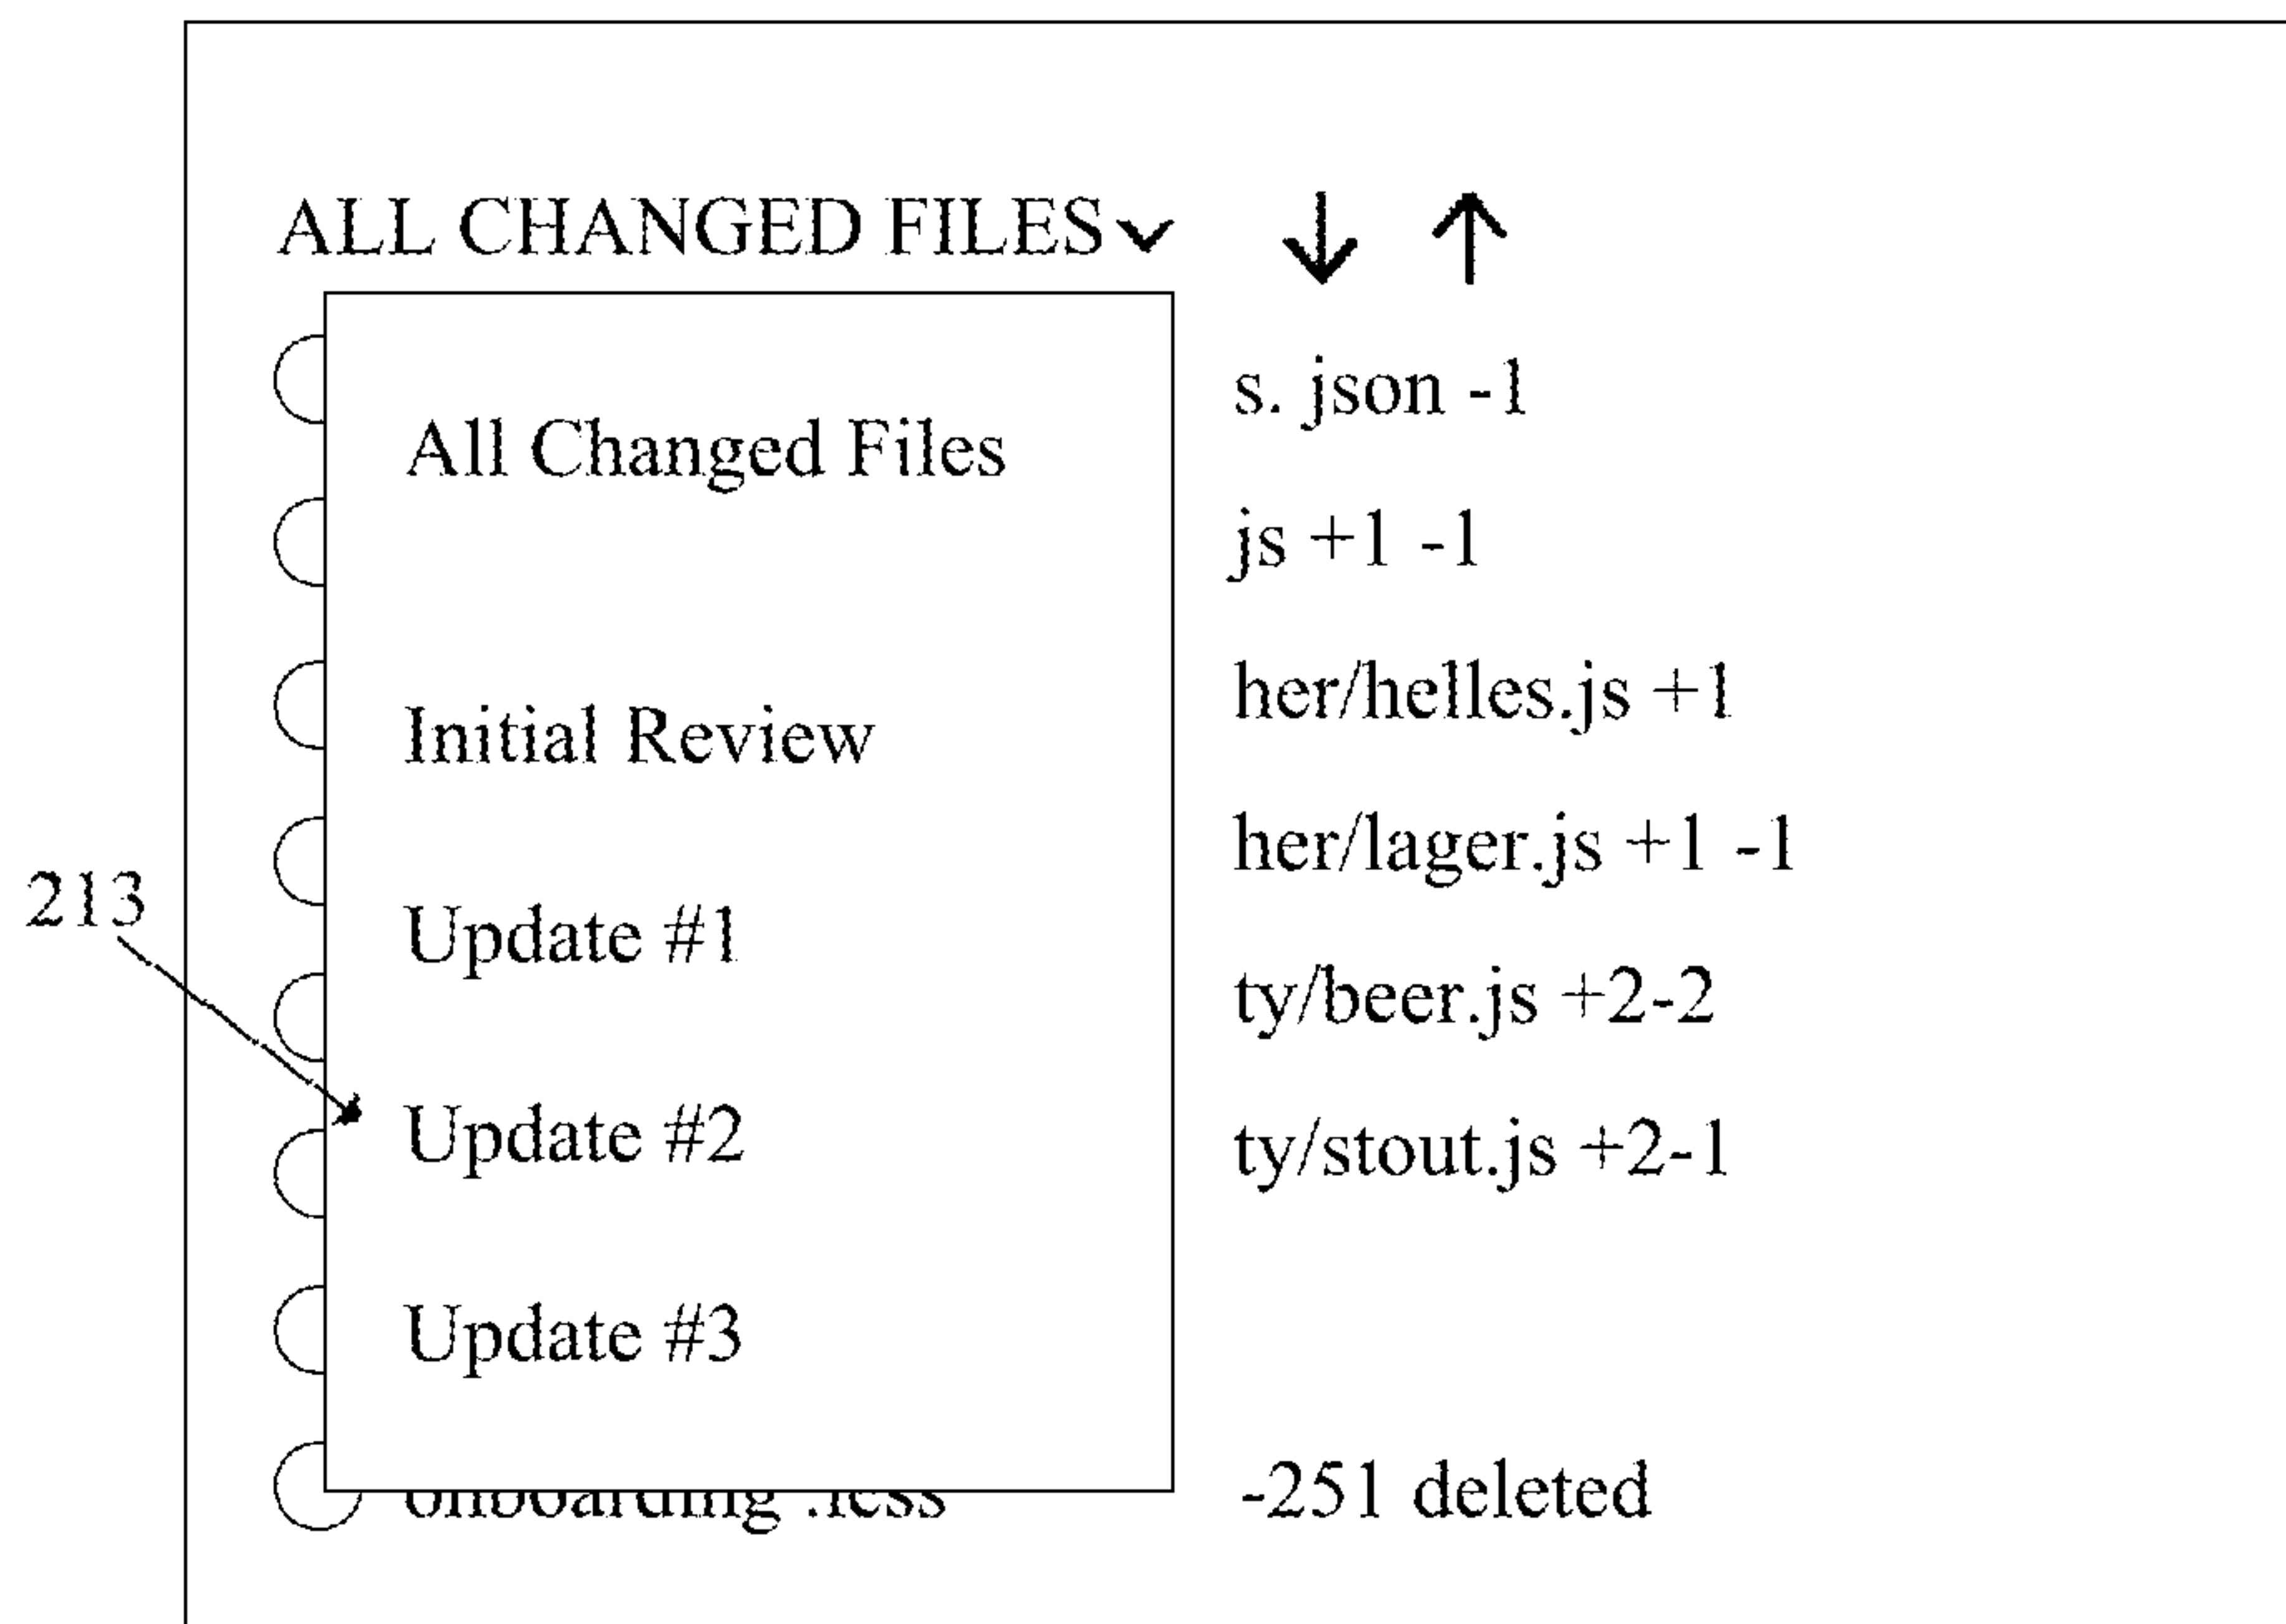 ALL CHANGED FILES
s. json -1
All Changed Files
js +1 -1
her/helles.js +1
Initial Review
her/lager.js +1 -1
213
Update #1
ty/beer.js +2-2
Update #2
ty/stout.js +2-1
Update #3
onboarding .less
-251 deleted